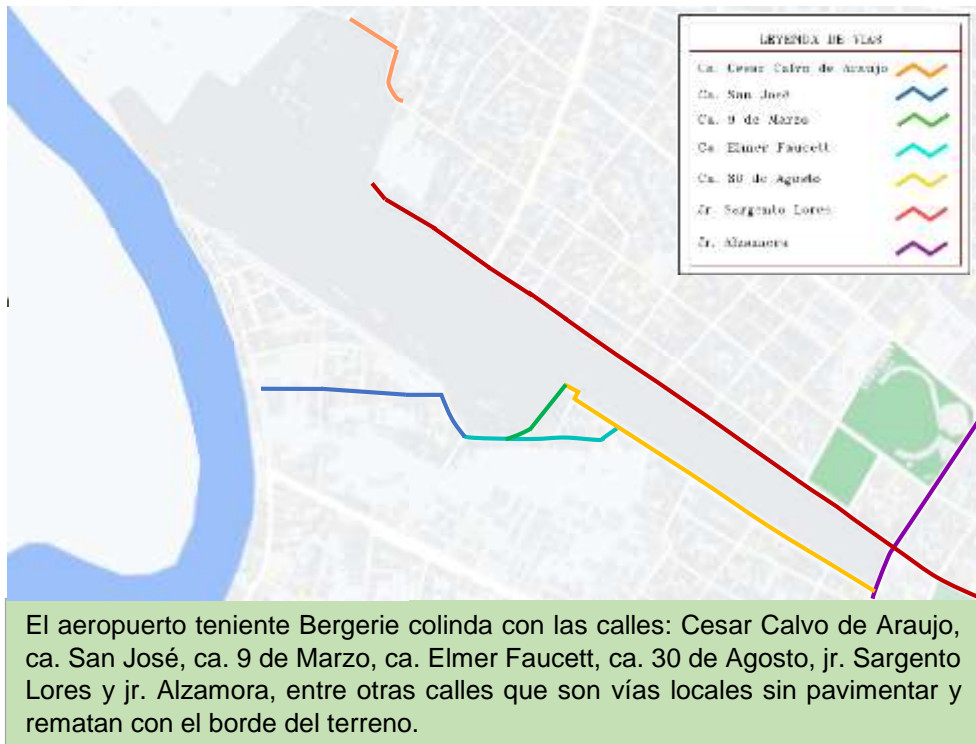 LEYENDA DE VIAS
Ca. Cesar Calvo de Araujo
Ca. San José
Ca. 9 de Marzo
Ca. Elmer Faucett
Ca. 30 de Agosto
Jr. Sargento Lores
Jr. Alzamora
El aeropuerto teniente Bergerie colinda con las calles: Cesar Calvo de Araujo,
ca. San José, ca. 9 de Marzo, ca. Elmer Faucett, ca. 30 de Agosto, jr. Sargento
Lores y jr. Alzamora, entre otras calles que son vías locales sin pavimentar y
rematan con el borde del terreno.